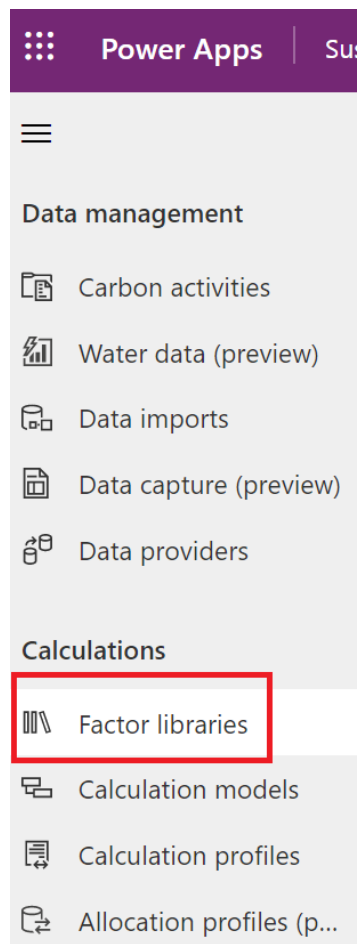 Power Apps Sus
Data management
Carbon activities
Water data (preview)
Data imports
Data capture (preview)
Data providers
Calculations
Factor libraries
Calculation models
Calculation profiles
Allocation profiles (p...